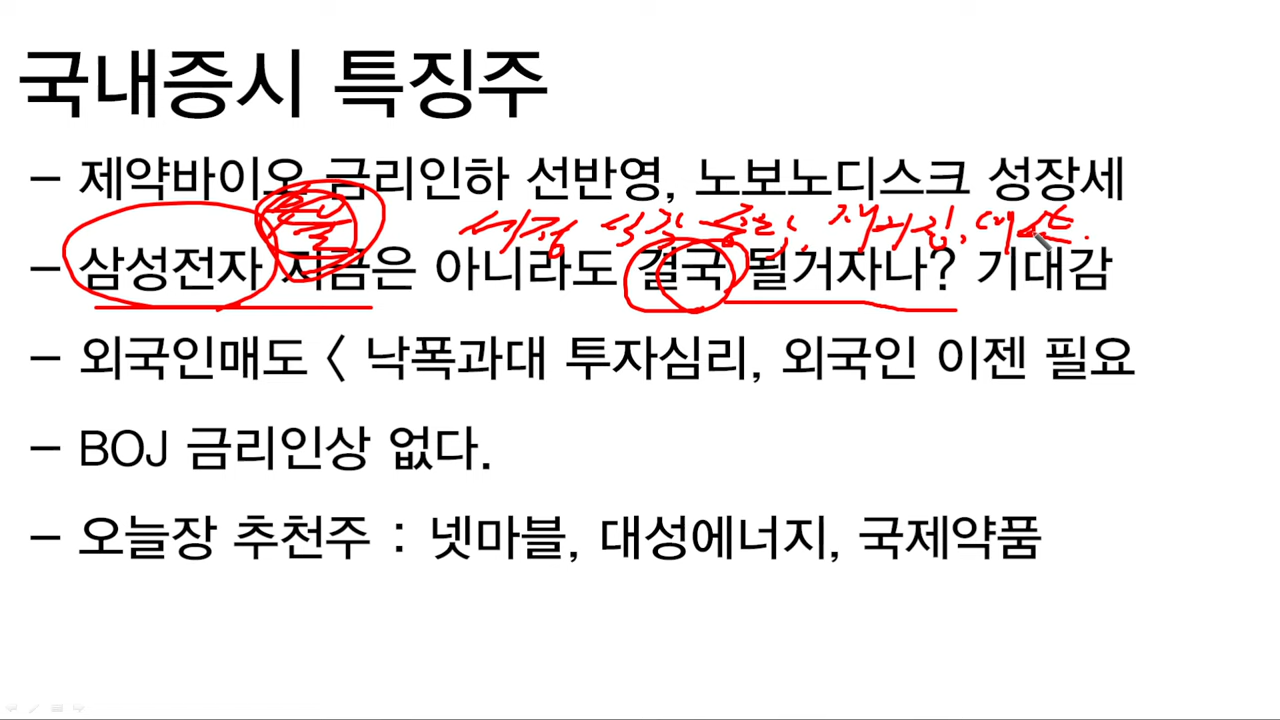 국내증시 특징주
– 제약바이오 금리인하 선반영, 노보노디스크 성장세
– 삼성전자 지금은 아니라도 결국 될거자나? 기대감
– 외국인매도 < 낙폭과대 투자심리, 외국인 이젠 필요
– BOJ 금리인상 없다.
– 오늘장 추천주 : 넷마블, 대성에너지, 국제약품